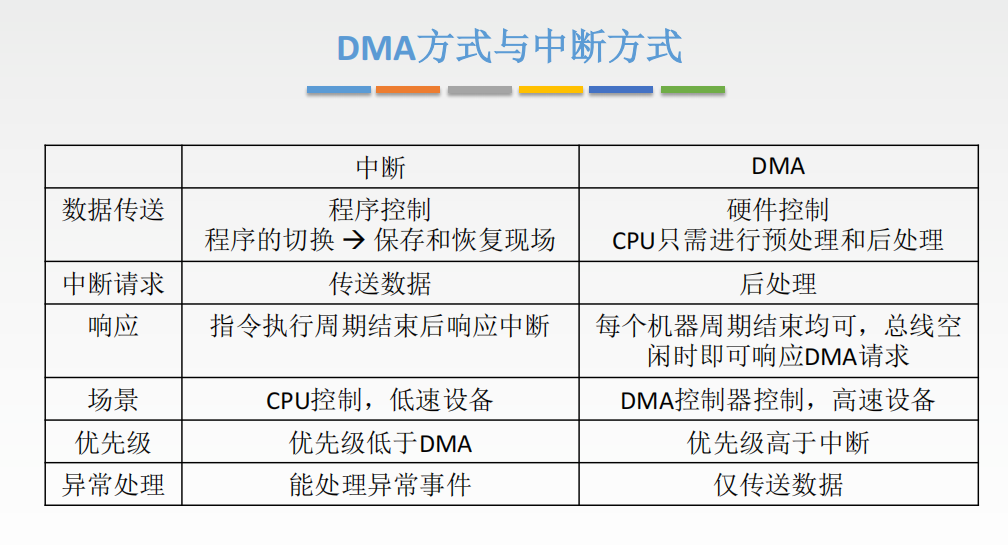 DMA方式与中断方式
中断
DMA
数据传送
程序控制
程序的切换 → 保存和恢复现场
硬件控制
CPU只需进行预处理和后处理
中断请求
传送数据
后处理
响应
指令执行周期结束后响应中断
每个机器周期结束均可，总线空
闲时即可响应DMA请求
场景
CPU控制，低速设备
DMA控制器控制，高速设备
优先级
优先级低于DMA
优先级高于中断
异常处理
能处理异常事件
仅传送数据